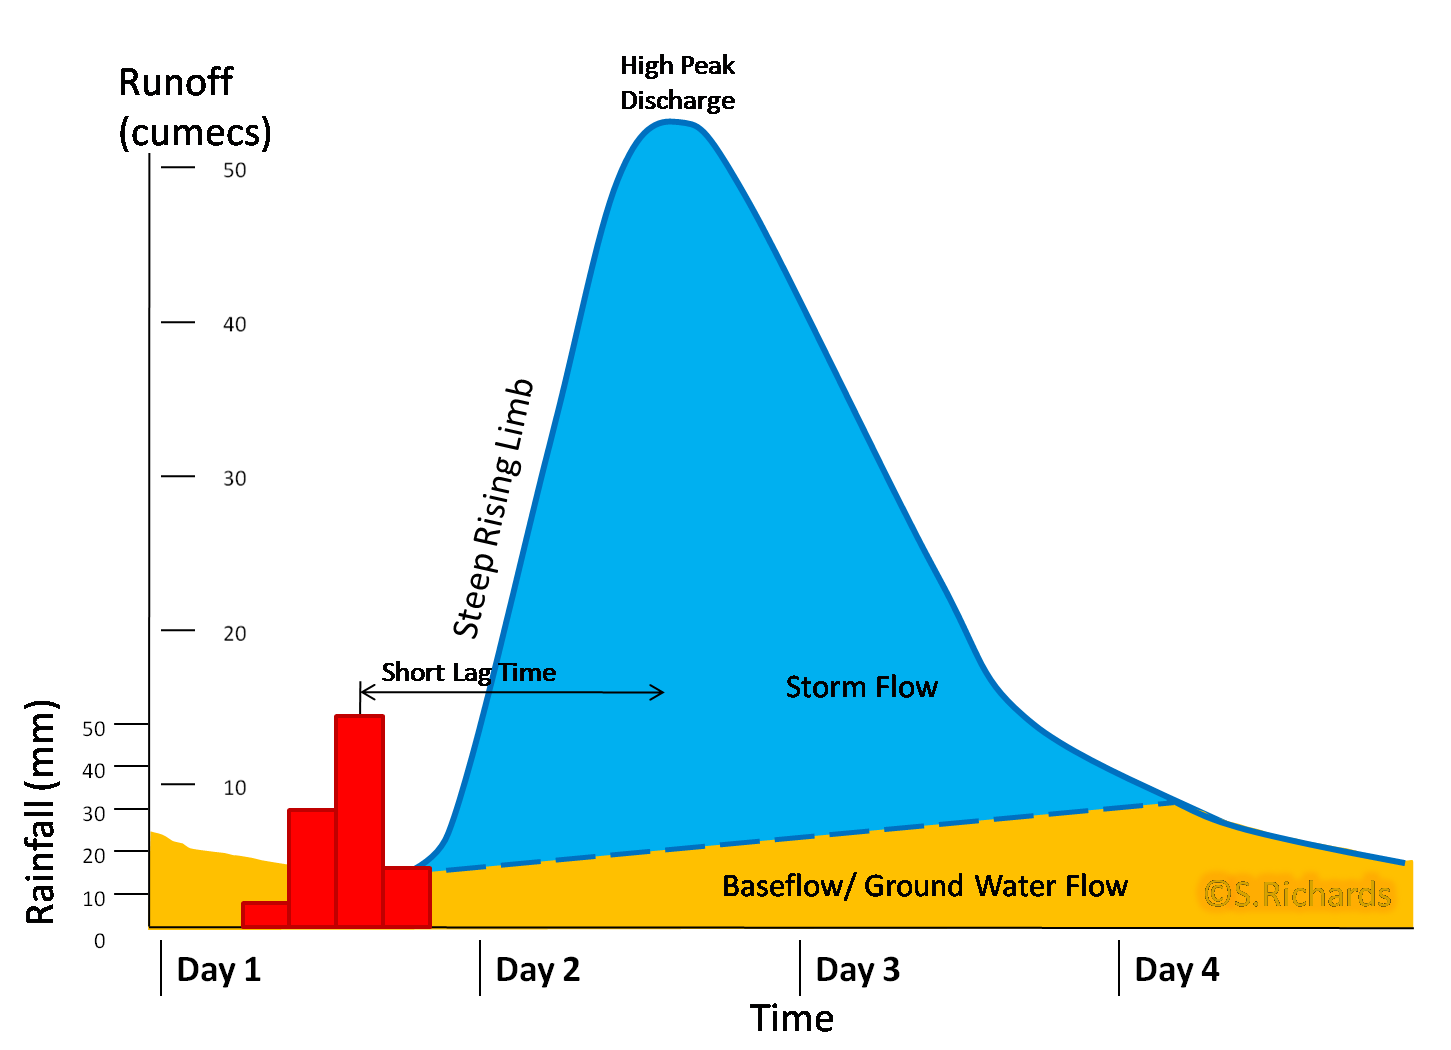 High Peak
Discharge
Runoff
(cumecs)
50
40
30
20
10
Steep Rising Limb
Short Lag Time
Storm Flow
Baseflow/ Ground Water Flow
©S.Richards
Rainfall (mm)
50
40
30
20
10
0
Day 1
Day 2
Day 3
Day 4
Time